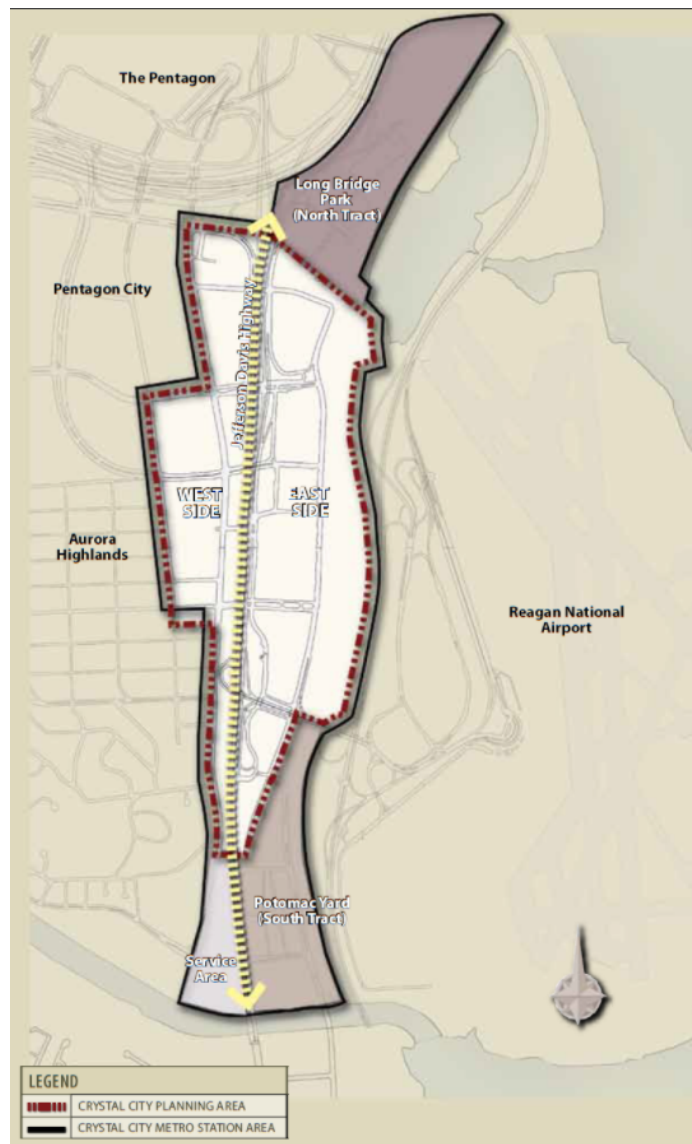 The Pentagon
Long Bridge
Park
(North Tract)
Pentagon City
Jefferson Davis Highway
WEST
SIDE
EAST
SIDE
Aurora
Highlands
Reagan National
Airport
Potomac Yard
(South Tract)
Service
Area
LEGEND
CRYSTAL CITY PLANNING AREA
CRYSTAL CITY METRO STATION AREA